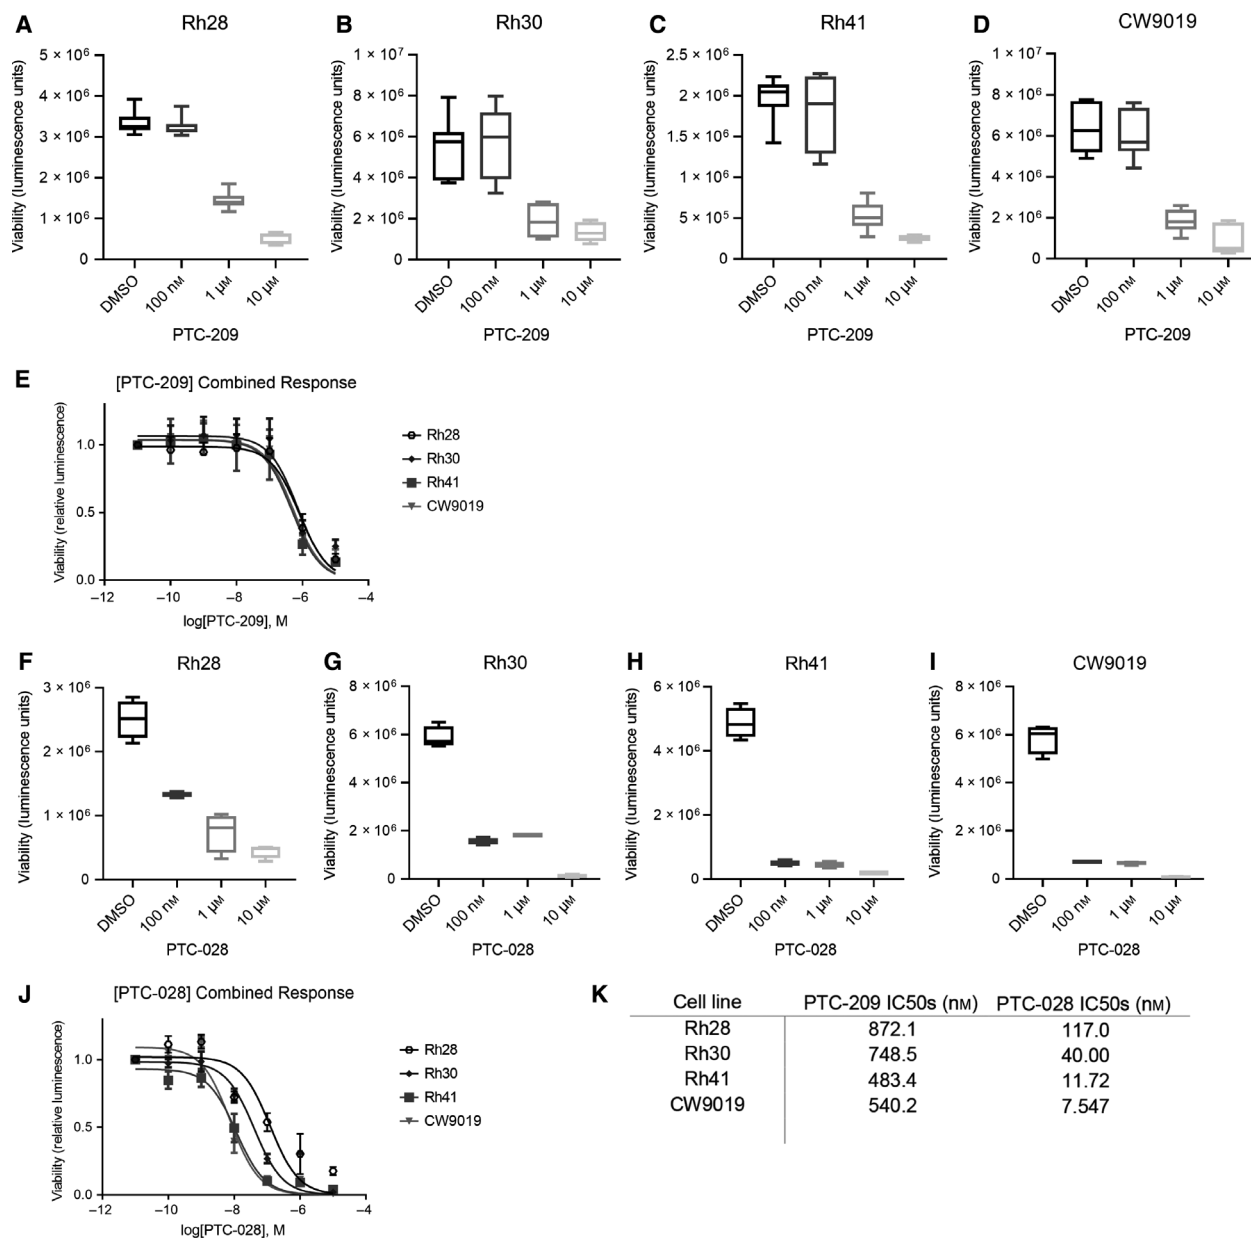 A Rh28
Viability (luminescence units)
5 × 10⁶
4 × 10⁶
3 × 10⁶
2 × 10⁶
1 × 10⁶
0
DMSO 100 nM 1 µM 10 µM
PTC-209
B Rh30
Viability (luminescence units)
1 × 10⁷
8 × 10⁶
6 × 10⁶
4 × 10⁶
2 × 10⁶
0
DMSO 100 nM 1 µM 10 µM
PTC-209
C Rh41
Viability (luminescence units)
2.5 × 10⁶
2 × 10⁶
1.5 × 10⁶
1 × 10⁶
5 × 10⁵
0
DMSO 100 nM 1 µM 10 µM
PTC-209
D CW9019
Viability (luminescence units)
1 × 10⁷
8 × 10⁶
6 × 10⁶
4 × 10⁶
2 × 10⁶
0
DMSO 100 nM 1 µM 10 µM
PTC-209
E [PTC-209] Combined Response
Viability (relative luminescence)
1.0
0.5
0.0
−12 −10 −8 −6 −4
log[PTC-209], M
Rh28
Rh30
Rh41
CW9019
F Rh28
Viability (luminescence units)
3 × 10⁶
2 × 10⁶
1 × 10⁶
0
DMSO 100 nM 1 µM 10 µM
PTC-028
G Rh30
Viability (luminescence units)
8 × 10⁶
6 × 10⁶
4 × 10⁶
2 × 10⁶
0
DMSO 100 nM 1 µM 10 µM
PTC-028
H Rh41
Viability (luminescence units)
6 × 10⁶
4 × 10⁶
2 × 10⁶
0
DMSO 100 nM 1 µM 10 µM
PTC-028
I CW9019
Viability (luminescence units)
8 × 10⁶
6 × 10⁶
4 × 10⁶
2 × 10⁶
0
DMSO 100 nM 1 µM 10 µM
PTC-028
J [PTC-028] Combined Response
Viability (relative luminescence)
1.0
0.5
0.0
−12 −10 −8 −6 −4
log[PTC-028], M
Rh28
Rh30
Rh41
CW9019
K
Cell line PTC-209 IC50s (nM) PTC-028 IC50s (nM)
Rh28 872.1 117.0
Rh30 748.5 40.00
Rh41 483.4 11.72
CW9019 540.2 7.547